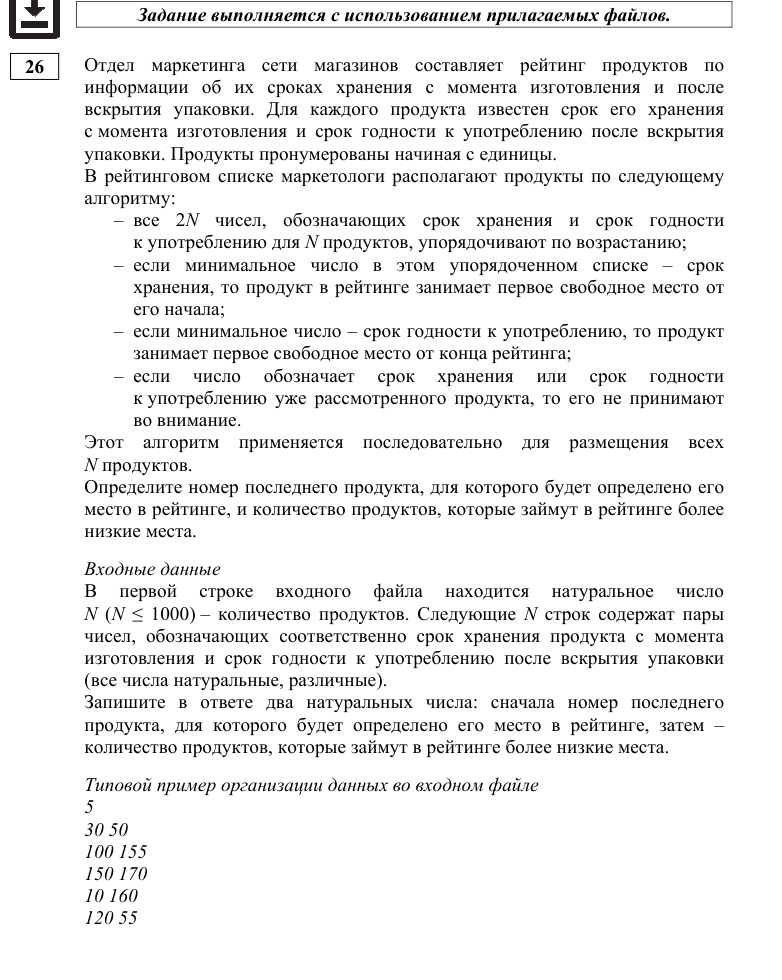 Задание выполняется с использованием прилагаемых файлов.
26
Отдел маркетинга сети магазинов составляет рейтинг продуктов по
информации об их сроках хранения с момента изготовления и после
вскрытия упаковки. Для каждого продукта известен срок его хранения
с момента изготовления и срок годности к употреблению после вскрытия
упаковки. Продукты пронумерованы начиная с единицы.
В рейтинговом списке маркетологи располагают продукты по следующему
алгоритму:
– все 2N чисел, обозначающих срок хранения и срок годности
к употреблению для N продуктов, упорядочивают по возрастанию;
– если минимальное число в этом упорядоченном списке – срок
хранения, то продукт в рейтинге занимает первое свободное место от
его начала;
– если минимальное число – срок годности к употреблению, то продукт
занимает первое свободное место от конца рейтинга;
– если число обозначает срок хранения или срок годности
к употреблению уже рассмотренного продукта, то его не принимают
во внимание.
Этот алгоритм применяется последовательно для размещения всех
N продуктов.
Определите номер последнего продукта, для которого будет определено его
место в рейтинге, и количество продуктов, которые займут в рейтинге более
низкие места.
Входные данные
В первой строке входного файла находится натуральное число
N (N ≤ 1000) – количество продуктов. Следующие N строк содержат пары
чисел, обозначающих соответственно срок хранения продукта с момента
изготовления и срок годности к употреблению после вскрытия упаковки
(все числа натуральные, различные).
Запишите в ответе два натуральных числа: сначала номер последнего
продукта, для которого будет определено его место в рейтинге, затем –
количество продуктов, которые займут в рейтинге более низкие места.
Типовой пример организации данных во входном файле
5
30 50
100 155
150 170
10 160
120 55